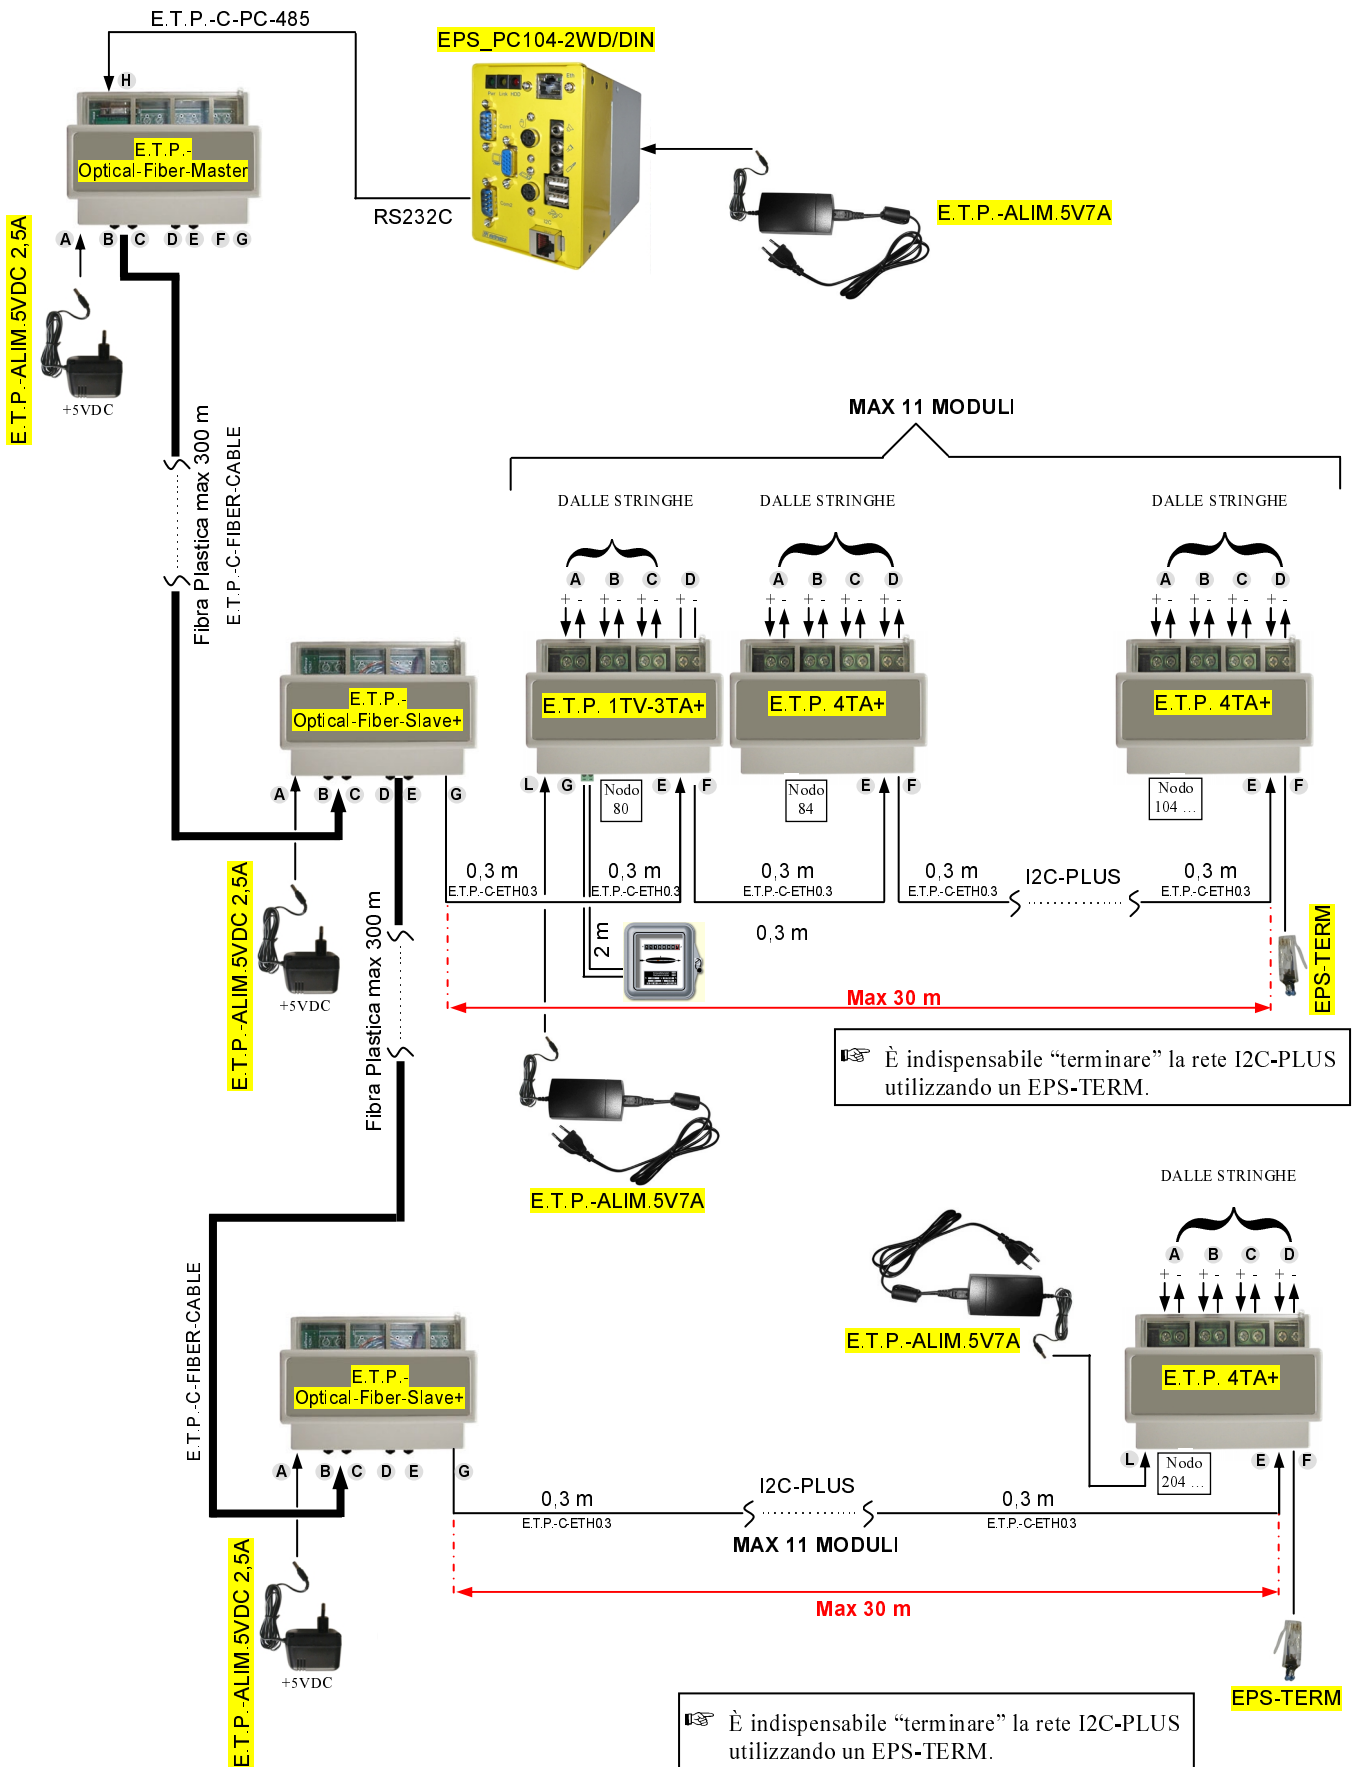 E.T.P.-C-PC-485
EPS_PC104-2WD/DIN
H
E.T.P.-
Optical-Fiber-Master
RS232C
E.T.P.-ALIM.5V7A
A B C D E F G
E.T.P.-ALIM.5VDC 2,5A
+5VDC
Fibra Plastica max 300 m
E.T.P.-C-FIBER-CABLE
MAX 11 MODULI
DALLE STRINGHE
DALLE STRINGHE
DALLE STRINGHE
A B C D
+ - + - + - + -
A B C D
+ - + - + - + -
A B C D
+ - + - + - + -
E.T.P.-
Optical-Fiber-Slave+
E.T.P. 1TV-3TA+
E.T.P. 4TA+
E.T.P. 4TA+
A B C D E G
L G E F
Nodo
80
E F
Nodo
84
E F
Nodo
104 ...
0,3 m
E.T.P.-C-ETH0.3
0,3 m
E.T.P.-C-ETH0.3
0,3 m
E.T.P.-C-ETH0.3
0,3 m
E.T.P.-C-ETH0.3
I2C-PLUS
0,3 m
E.T.P.-C-ETH0.3
0,3 m
2 m
E.T.P.-ALIM.5VDC 2,5A
+5VDC
Fibra Plastica max 300 m
Max 30 m
EPS-TERM
☞ È indispensabile “terminare” la rete I2C-PLUS
utilizzando un EPS-TERM.
E.T.P.-ALIM.5V7A
DALLE STRINGHE
A B C D
+ - + - + - + -
E.T.P.-ALIM.5V7A
E.T.P.-C-FIBER-CABLE
E.T.P.-
Optical-Fiber-Slave+
E.T.P. 4TA+
A B C D E G
L E F
Nodo
204 ...
0,3 m
E.T.P.-C-ETH0.3
I2C-PLUS
0,3 m
E.T.P.-C-ETH0.3
MAX 11 MODULI
Max 30 m
E.T.P.-ALIM.5VDC 2,5A
+5VDC
EPS-TERM
☞ È indispensabile “terminare” la rete I2C-PLUS
utilizzando un EPS-TERM.